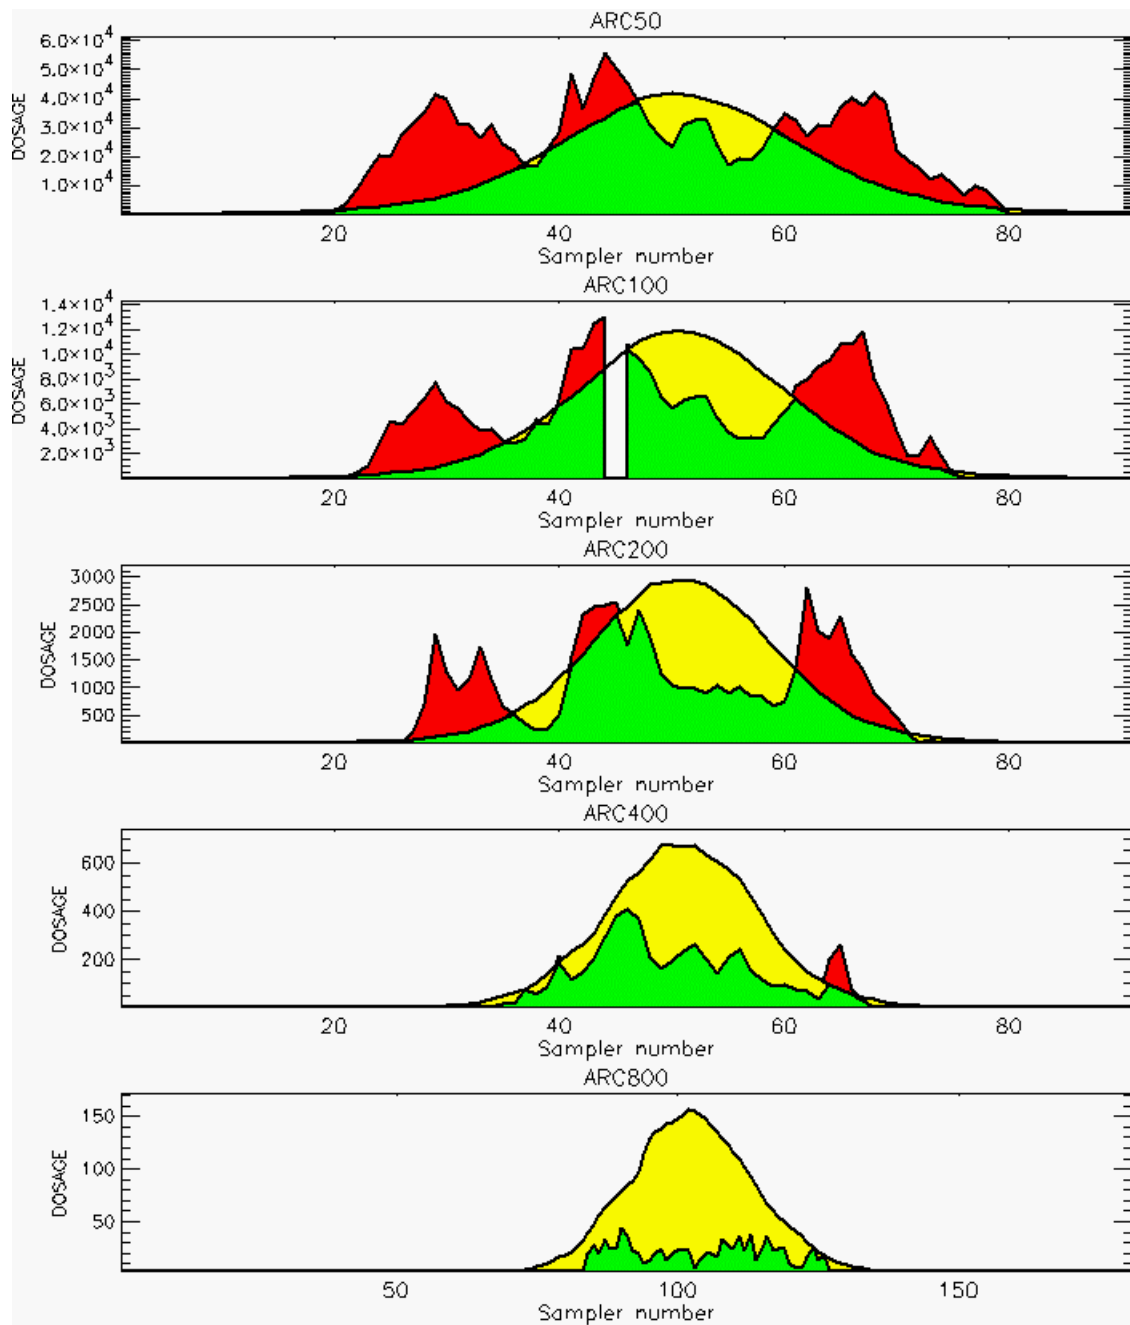 ARC50
6.0×10⁴
5.0×10⁴
4.0×10⁴
3.0×10⁴
2.0×10⁴
1.0×10⁴
DOSAGE
20 40 60 80
Sampler number
ARC100
1.4×10⁴
1.2×10⁴
1.0×10⁴
8.0×10³
6.0×10³
4.0×10³
2.0×10³
DOSAGE
20 40 60 80
Sampler number
ARC200
3000
2500
2000
1500
1000
500
DOSAGE
20 40 60 80
Sampler number
ARC400
600
400
200
DOSAGE
20 40 60 80
Sampler number
ARC800
150
100
50
DOSAGE
50 100 150
Sampler number